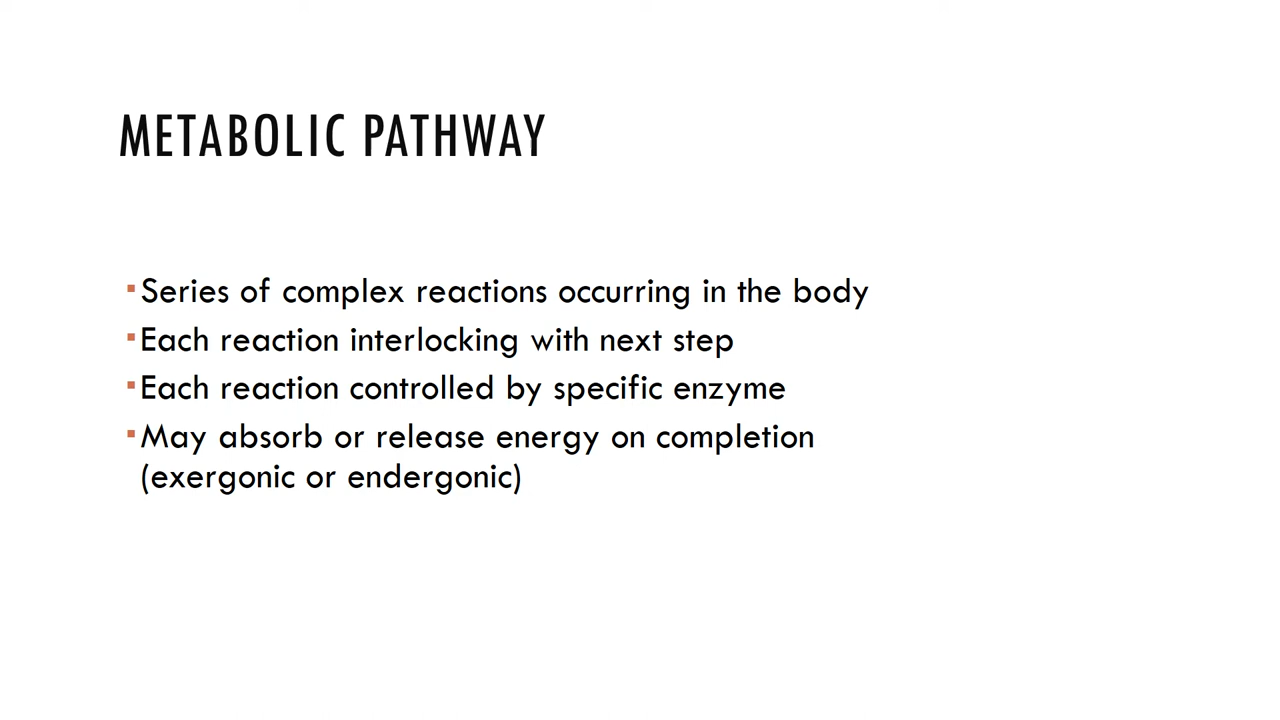 METABOLIC PATHWAY
▪Series of complex reactions occurring in the body
▪Each reaction interlocking with next step
▪Each reaction controlled by specific enzyme
▪May absorb or release energy on completion
(exergonic or endergonic)